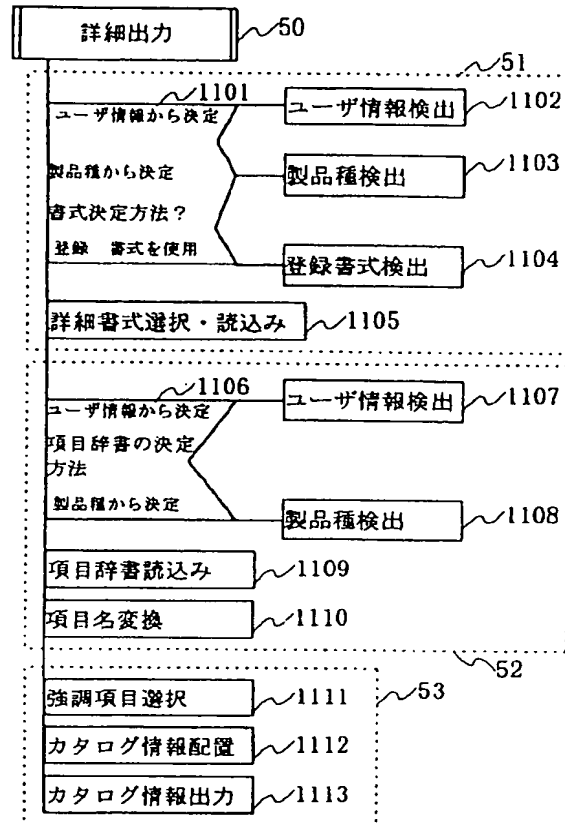 詳細出力
50
51
1101
ユーザ情報から決定
ユーザ情報検出
1102
製品種から決定
製品種検出
1103
書式決定方法?
登録 書式を使用
登録書式検出
1104
詳細書式選択・読込み
1105
1106
ユーザ情報から決定
ユーザ情報検出
1107
項目辞書の決定
方法
製品種から決定
製品種検出
1108
項目辞書読込み
1109
項目名変換
1110
52
強調項目選択
1111
53
カタログ情報配置
1112
カタログ情報出力
1113